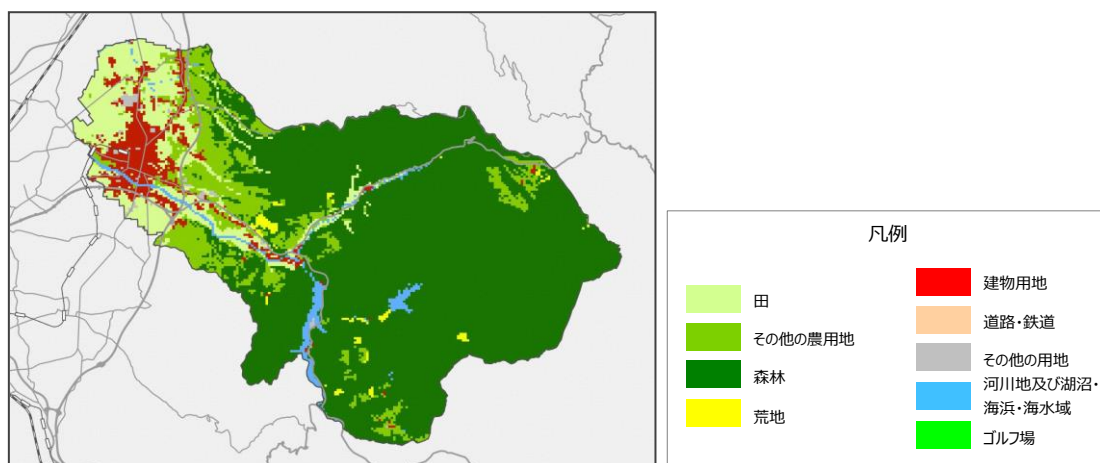 凡例
田
その他の農用地
森林
荒地
建物用地
道路・鉄道
その他の用地
河川地及び湖沼・
海浜・海水域
ゴルフ場